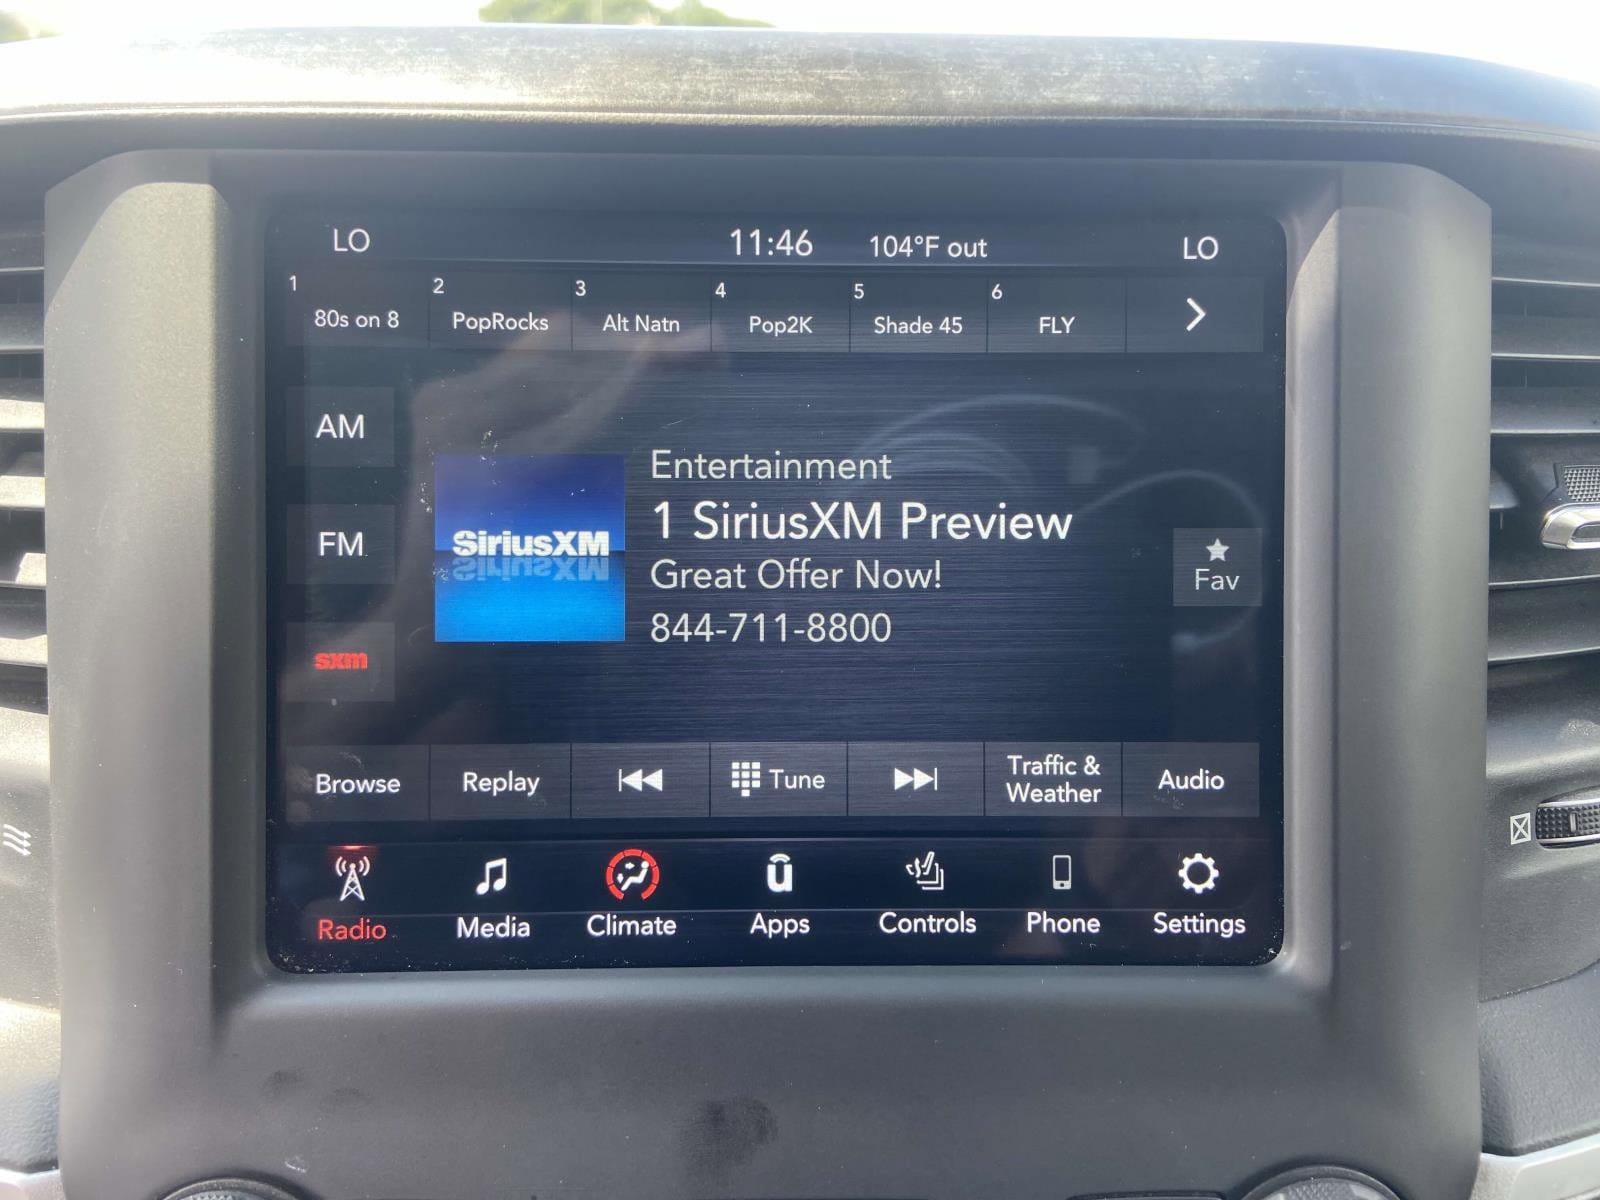 LO 11:46 104°F out LO
1 80s on 8
2 PopRocks
3 Alt Natn
4 Pop2K
5 Shade 45
6 FLY
AM
FM
sxm
SiriusXM
Entertainment
1 SiriusXM Preview
Great Offer Now!
844-711-8800
Fav
Browse
Replay
Tune
Traffic &
Weather
Audio
Radio
Media
Climate
Apps
Controls
Phone
Settings